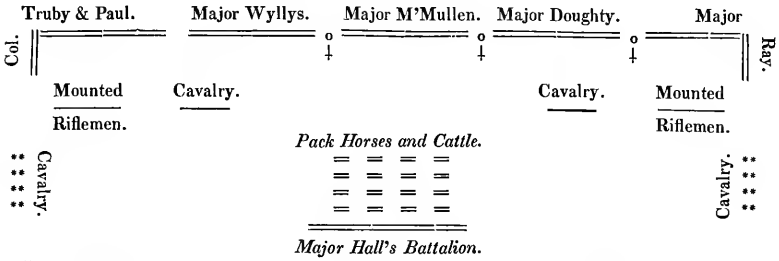 Truby & Paul. Major Wyllys. Major M'Mullen. Major Doughty. Major
Col. Ray.
Mounted Cavalry. Cavalry. Mounted
Riflemen. Riflemen.
Pack Horses and Cattle.
Cavalry. Cavalry.
Major Hall's Battalion.